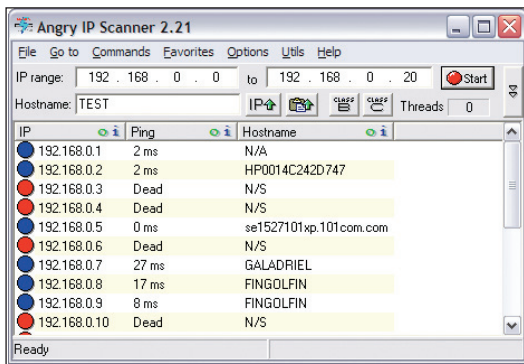 Angry IP Scanner 2.21
File Go to Commands Favorites Options Utils Help
IP range: 192 . 168 . 0 . 0 to 192 . 168 . 0 . 20 Start
Hostname: TEST IP CLASS B CLASS C Threads 0
IP Ping Hostname
192.168.0.1 2 ms N/A
192.168.0.2 2 ms HP0014C242D747
192.168.0.3 Dead N/S
192.168.0.4 Dead N/S
192.168.0.5 0 ms se1527101xp.101com.com
192.168.0.6 Dead N/S
192.168.0.7 27 ms GALADRIEL
192.168.0.8 17 ms FINGOLFIN
192.168.0.9 8 ms FINGOLFIN
192.168.0.10 Dead N/S
Ready